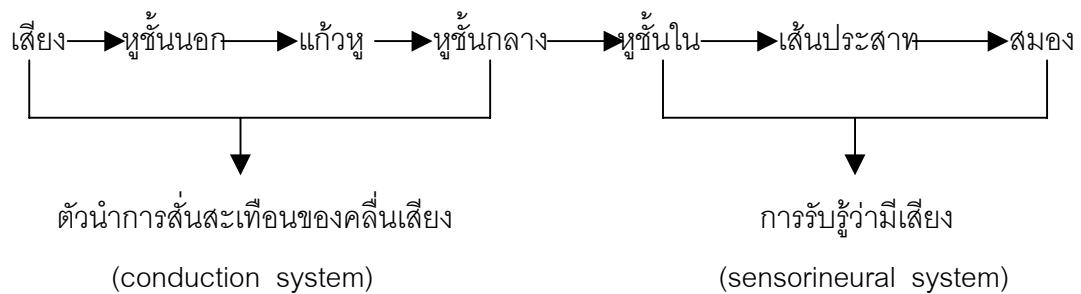 เสียง หูชั้นนอก แก้วหู หูชั้นกลาง หูชั้นใน เส้นประสาท สมอง
ตัวนำการสั่นสะเทือนของคลื่นเสียง การรับรู้ว่ามีเสียง
(conduction system) (sensorineural system)